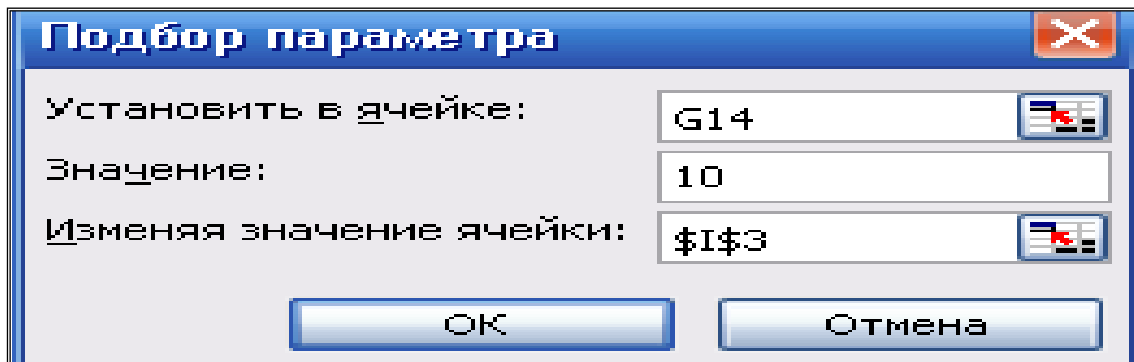 Подбор параметра
Установить в ячейке: G14
Значение: 10
Изменяя значение ячейки: $I$3
ОК Отмена